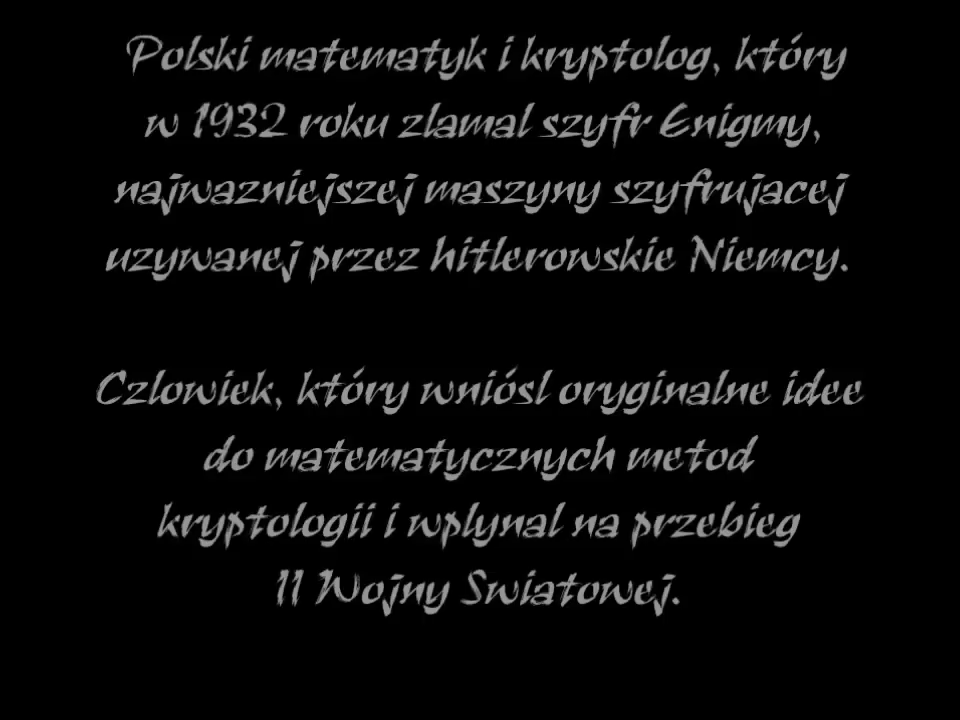 Polski matematyk i kryptolog, który
w 1932 roku zlamal szyfr Enigmy,
najwazniejszej maszyny szyfrujacej
uzywanej przez hitlerowskie Niemcy.
Czlowiek, który wniósl oryginalne idee
do matematycznych metod
kryptologii i wplynal na przebieg
II Wojny Swiatowej.